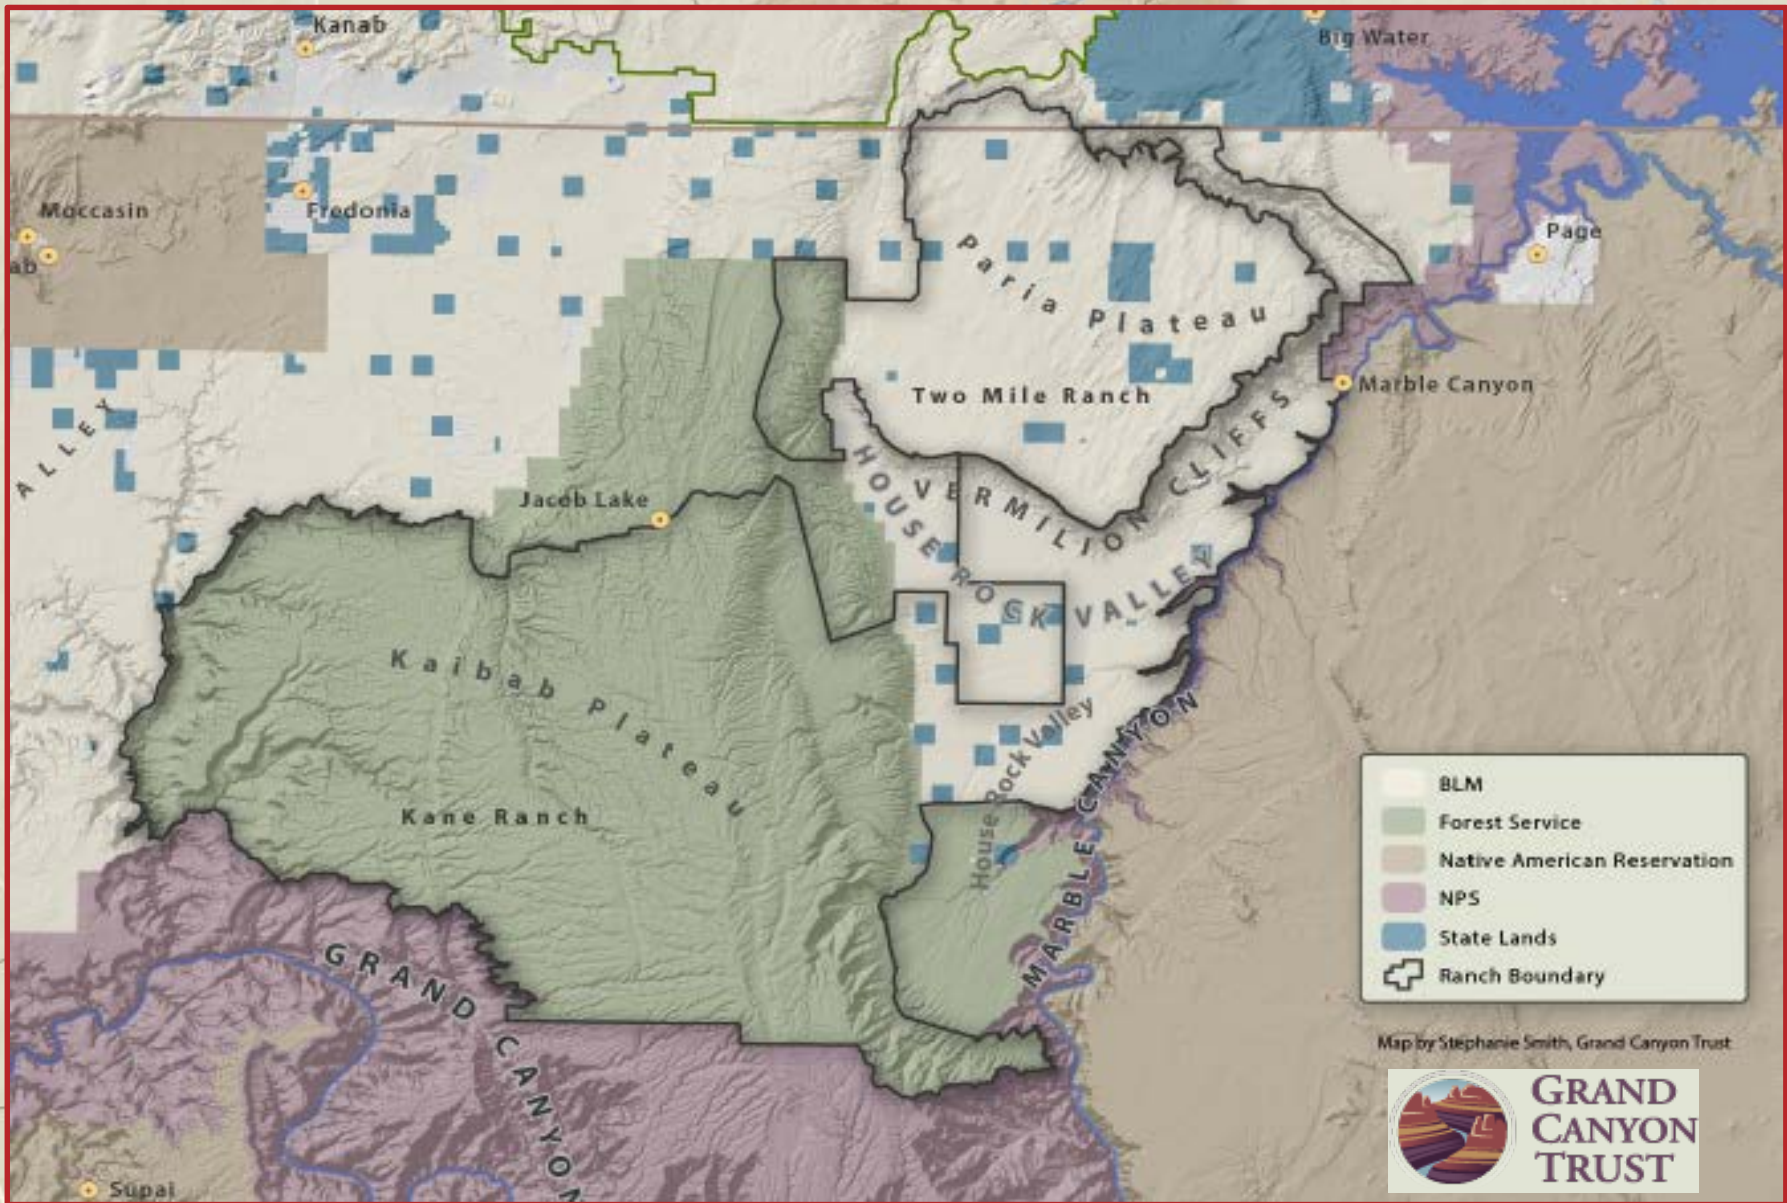 Kanab
Big Water
Moccasin
Fredonia
ab
Page
Paria Plateau
Two Mile Ranch
Marble Canyon
ALLEY
Jacob Lake
VERMILION CLIFFS
HOUSE ROCK VALLEY
Kaibab Plateau
House Rock Valley
Kane Ranch
MARBLE CANYON
GRAND CANYON
Supai
BLM
Forest Service
Native American Reservation
NPS
State Lands
Ranch Boundary
Map by Stephanie Smith, Grand Canyon Trust
GRAND
CANYON
TRUST